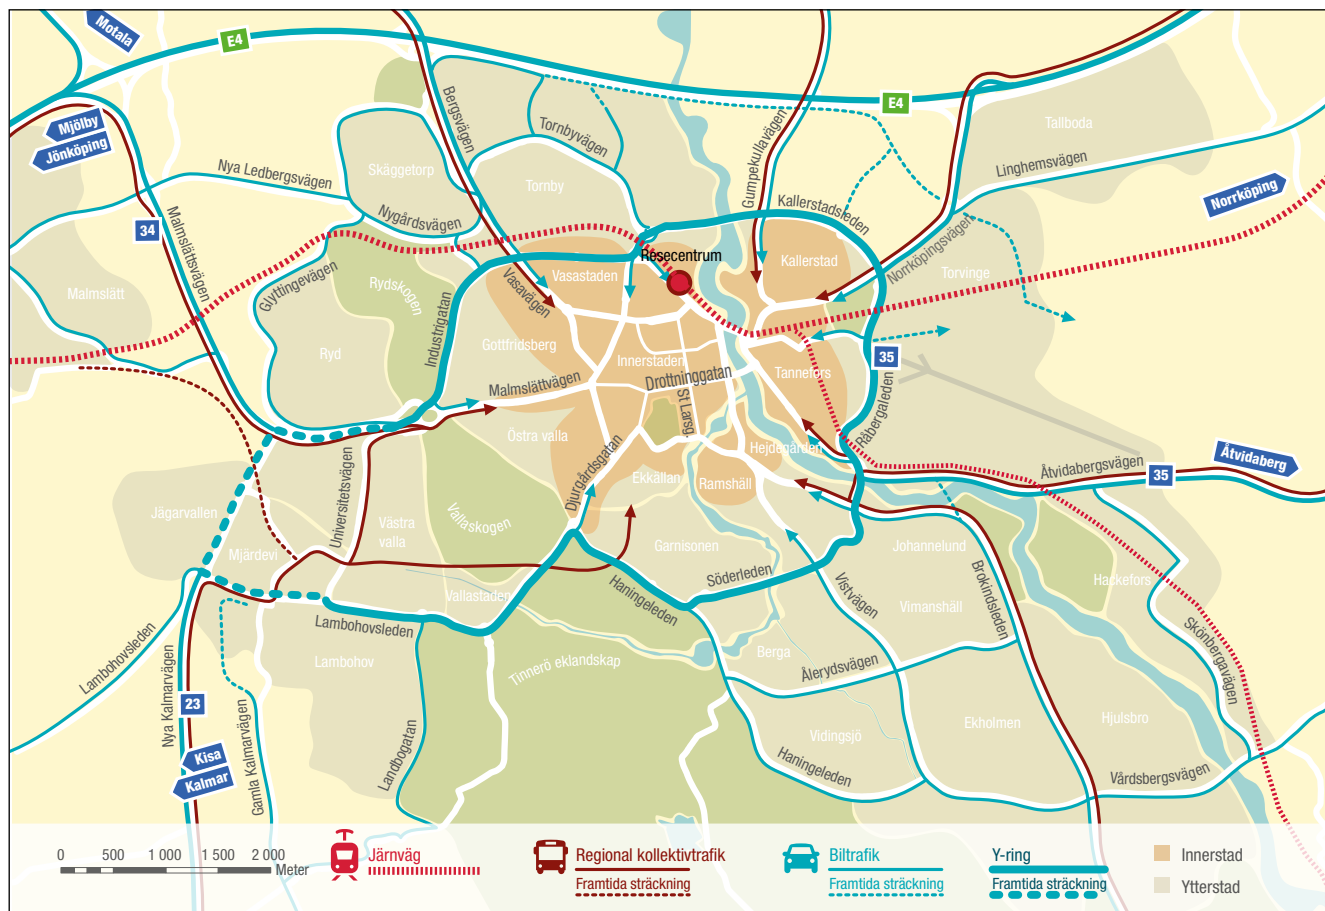 Motala
E4
E4
Mjölby
Jönköping
Bergsvägen
Tornbyvägen
Gumpekullavägen
Tallboda
Linghemsvägen
Nya Ledbergsvägen
Skäggetorp
Tornby
Norrköping
Nygårdsvägen
Kallerstadsleden
34
Malmslättsvägen
Norrköpingsvägen
Resecentrum
Kallerstad
Torvinge
Malmslätt
Glyttingevägen
Rydskogen
Vasavägen
Vasastaden
Industrigatan
Ryd
Gottfridsberg
Innerstaden
Drottninggatan
Tannefors
35
Malmslättvägen
St Larsg.
Råbergaleden
Östra valla
Hejdegården
Djurgårdsgatan
Ekkällan
Ramshäll
Åtvidabergsvägen
35
Åtvidaberg
Jägarvallen
Universitetsvägen
Västra
valla
Vallaskogen
Mjärdevi
Garnisonen
Johannelund
Hackefors
Söderleden
Vallastaden
Haningeleden
Vistvägen
Vimanshäll
Brokindsleden
Lambohovsleden
Lambohovsleden
Skönbergavägen
Lambohov
Tinnerö eklandskap
Berga
Ålerydsvägen
Nya Kalmarvägen
23
Landbogatan
Vidingsjö
Ekholmen
Hjulsbro
Kisa
Kalmar
Gamla Kalmarvägen
Haningeleden
Vårdsbergsvägen
0 500 1 000 1 500 2 000
Meter
Järnväg
Regional kollektivtrafik
Framtida sträckning
Biltrafik
Framtida sträckning
Y-ring
Framtida sträckning
Innerstad
Ytterstad